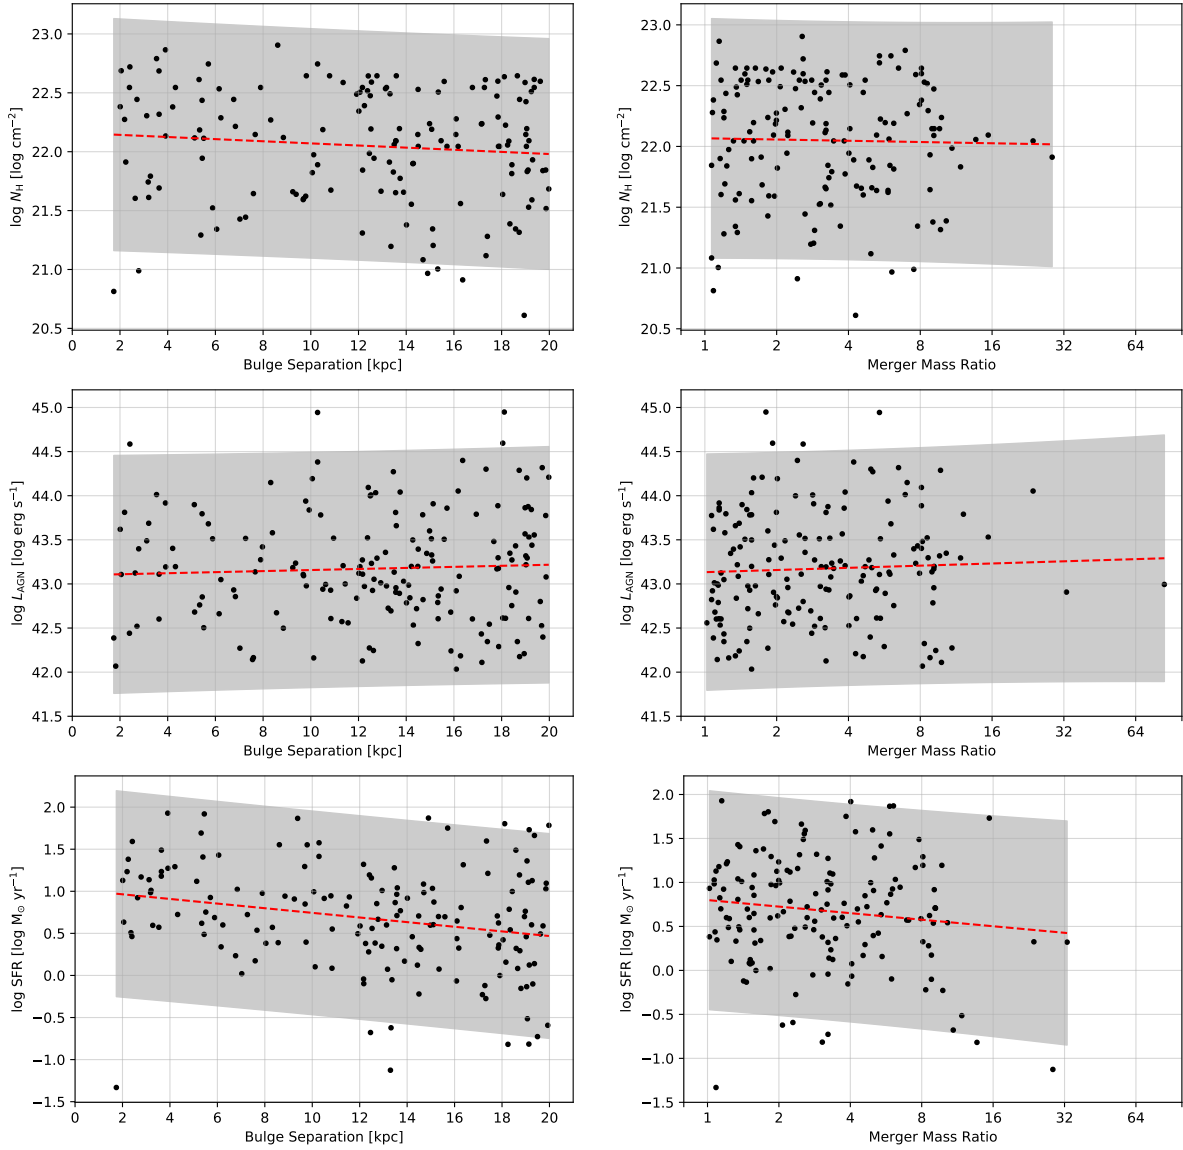 23.0
22.5
22.0
21.5
21.0
20.5
log N_H [log cm⁻²]
0 2 4 6 8 10 12 14 16 18 20
Bulge Separation [kpc]
23.0
22.5
22.0
21.5
21.0
20.5
log N_H [log cm⁻²]
1 2 4 8 16 32 64
Merger Mass Ratio
45.0
44.5
44.0
43.5
43.0
42.5
42.0
41.5
log L_AGN [log erg s⁻¹]
0 2 4 6 8 10 12 14 16 18 20
Bulge Separation [kpc]
45.0
44.5
44.0
43.5
43.0
42.5
42.0
41.5
log L_AGN [log erg s⁻¹]
1 2 4 8 16 32 64
Merger Mass Ratio
2.0
1.5
1.0
0.5
0.0
−0.5
−1.0
−1.5
log SFR [log M_⊙ yr⁻¹]
0 2 4 6 8 10 12 14 16 18 20
Bulge Separation [kpc]
2.0
1.5
1.0
0.5
0.0
−0.5
−1.0
−1.5
log SFR [log M_⊙ yr⁻¹]
1 2 4 8 16 32 64
Merger Mass Ratio